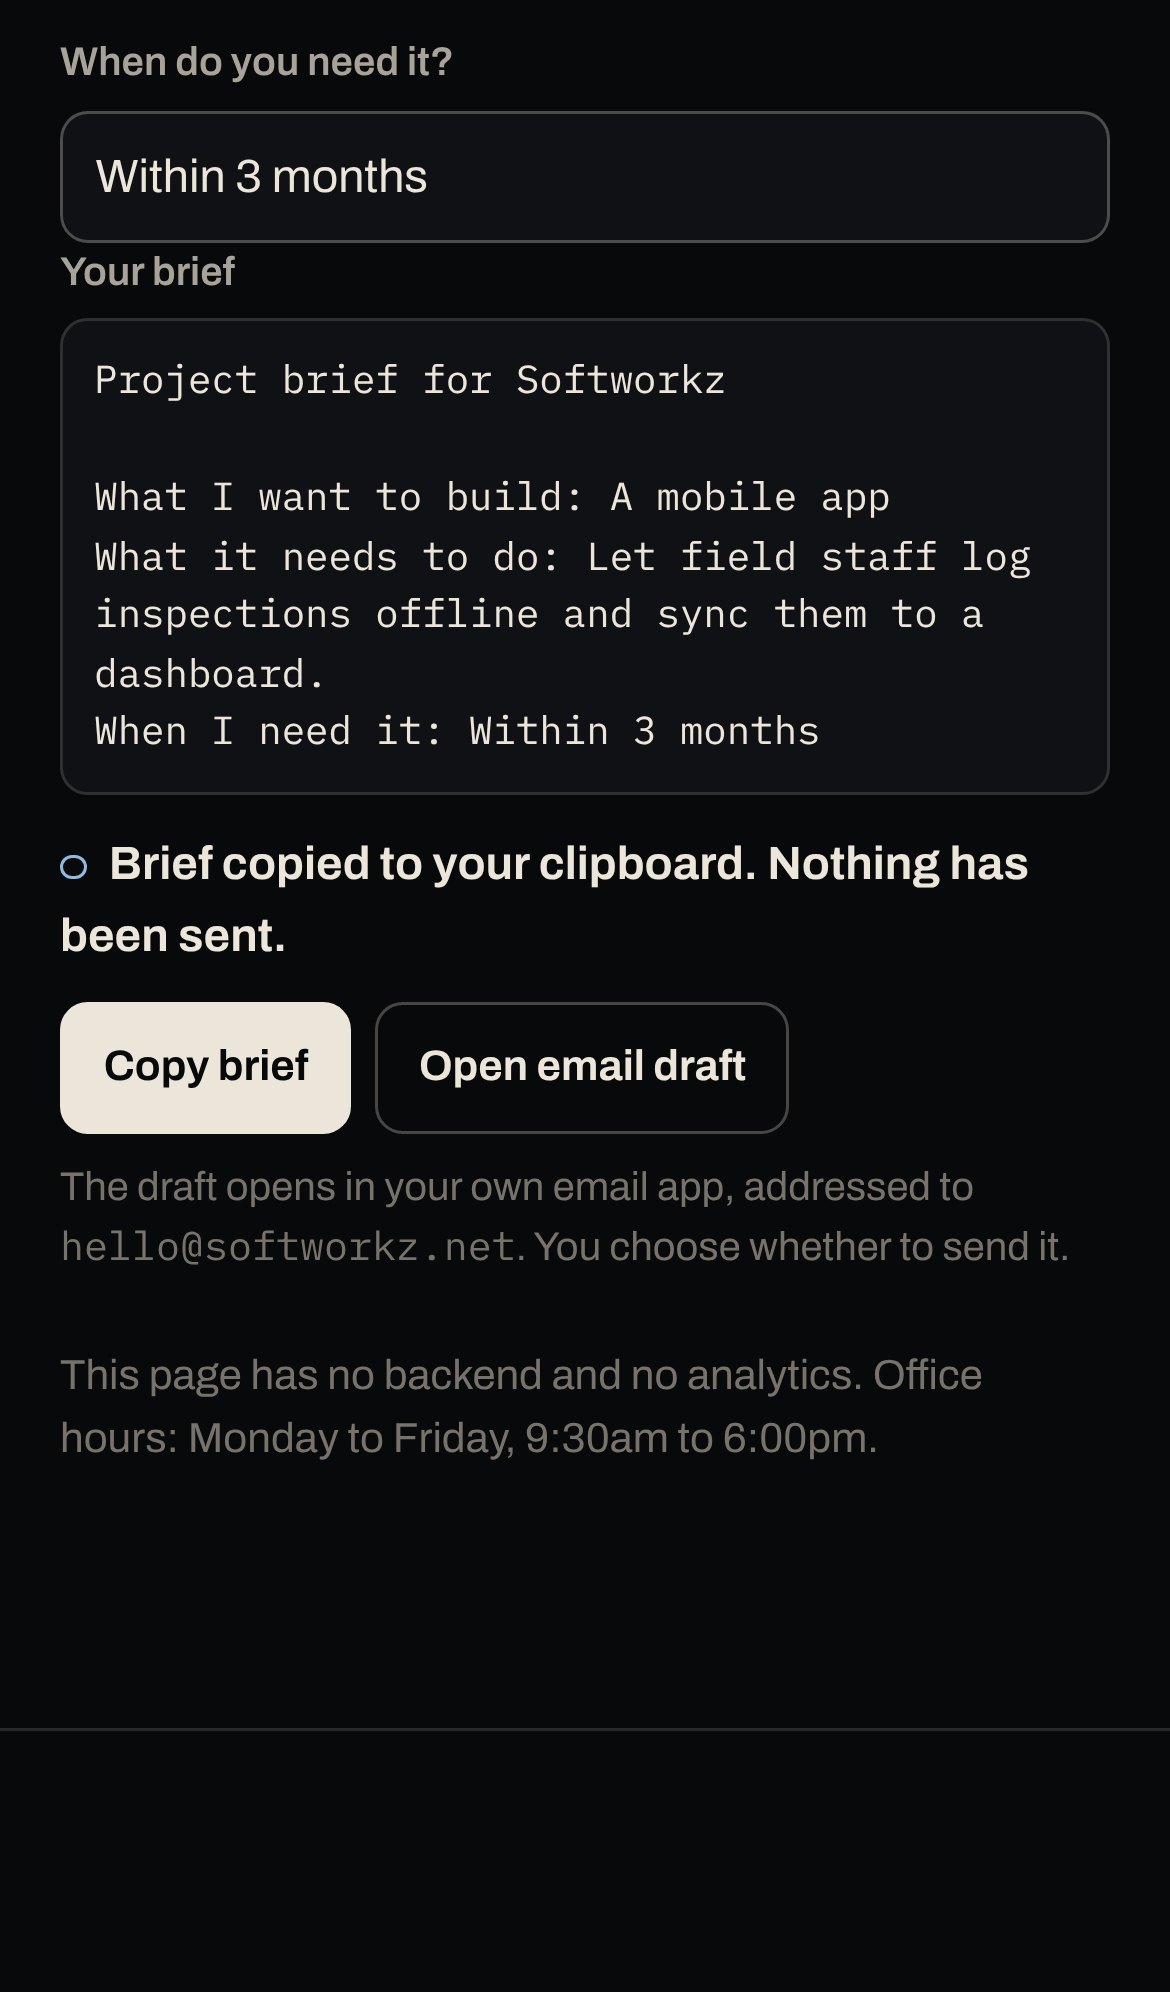 When do you need it?
Within 3 months
Your brief
Project brief for Softworkz
What I want to build: A mobile app
What it needs to do: Let field staff log
inspections offline and sync them to a
dashboard.
When I need it: Within 3 months
Brief copied to your clipboard. Nothing has
been sent.
Copy brief
Open email draft
The draft opens in your own email app, addressed to
hello@softworkz.net. You choose whether to send it.
This page has no backend and no analytics. Office
hours: Monday to Friday, 9:30am to 6:00pm.